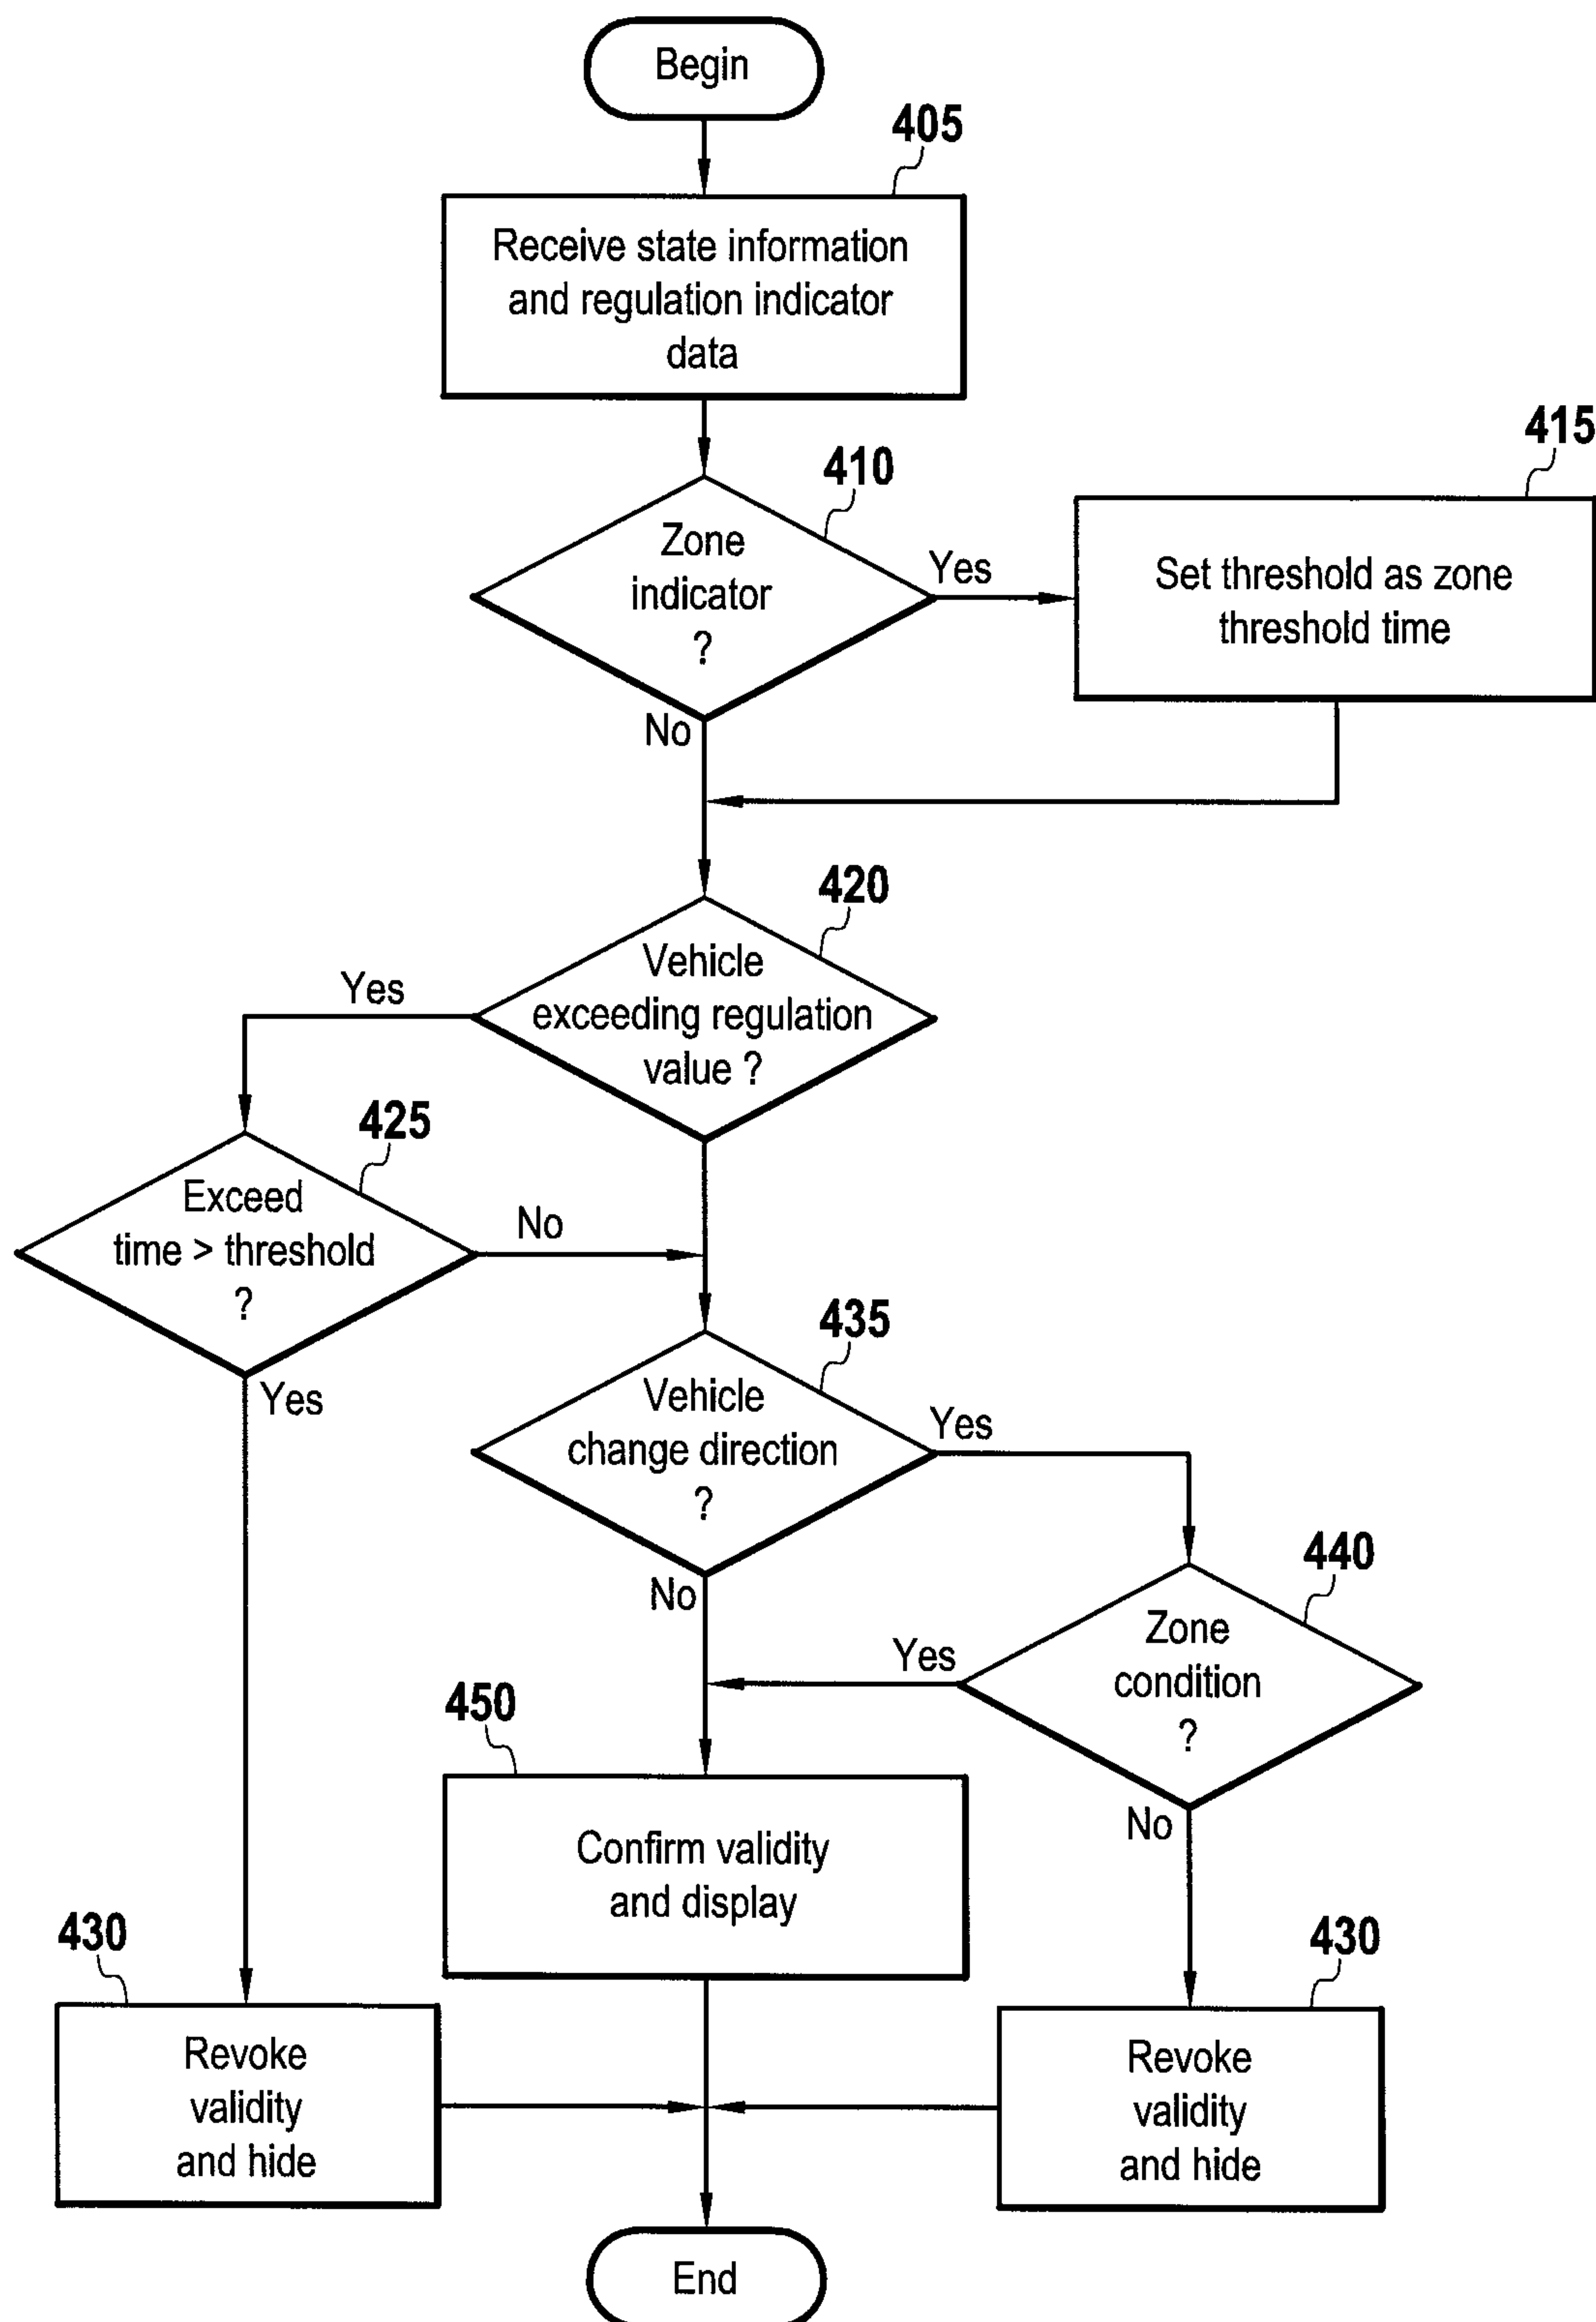 Begin
405
Receive state information
and regulation indicator
data
410
Zone
indicator
?
Yes
415
Set threshold as zone
threshold time
No
420
Vehicle
exceeding regulation
value ?
Yes
425
Exceed
time > threshold
?
No
Yes
435
Vehicle
change direction
?
Yes
No
440
Zone
condition
?
Yes
No
450
Confirm validity
and display
430
Revoke
validity
and hide
430
Revoke
validity
and hide
End